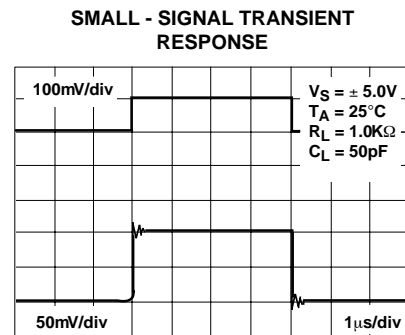 SMALL - SIGNAL TRANSIENT
RESPONSE
100mV/div
V_S = ± 5.0V
T_A = 25°C
R_L = 1.0KΩ
C_L = 50pF
50mV/div
1μs/div